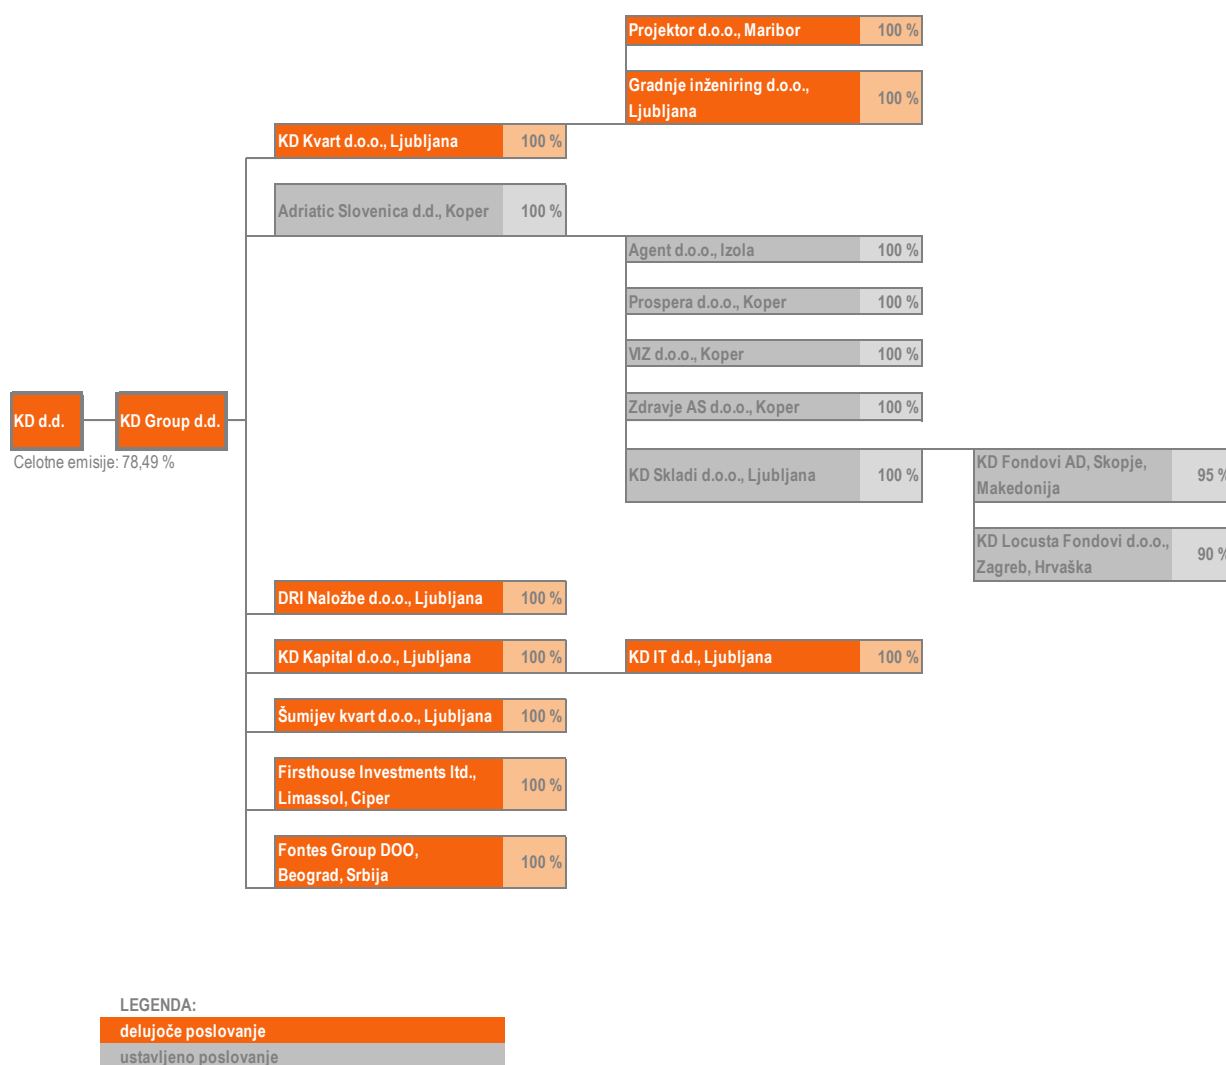 Projektor d.o.o., Maribor 100 %
Gradnje inženiring d.o.o.,
Ljubljana 100 %
KD Kvart d.o.o., Ljubljana 100 %
Adriatic Slovenica d.d., Koper 100 %
Agent d.o.o., Izola 100 %
Prospera d.o.o., Koper 100 %
VIZ d.o.o., Koper 100 %
Zdravje AS d.o.o., Koper 100 %
KD d.d.
KD Group d.d.
Celotne emisije: 78,49 %
KD Skladi d.o.o., Ljubljana 100 %
KD Fondovi AD, Skopje,
Makedonija 95 %
KD Locusta Fondovi d.o.o.,
Zagreb, Hrvaška 90 %
DRI Naložbe d.o.o., Ljubljana 100 %
KD Kapital d.o.o., Ljubljana 100 %
KD IT d.d., Ljubljana 100 %
Šumijev kvart d.o.o., Ljubljana 100 %
Firsthouse Investments ltd.,
Limassol, Ciper 100 %
Fontes Group DOO,
Beograd, Srbija 100 %
LEGENDA:
delujoče poslovanje
ustavljeno poslovanje